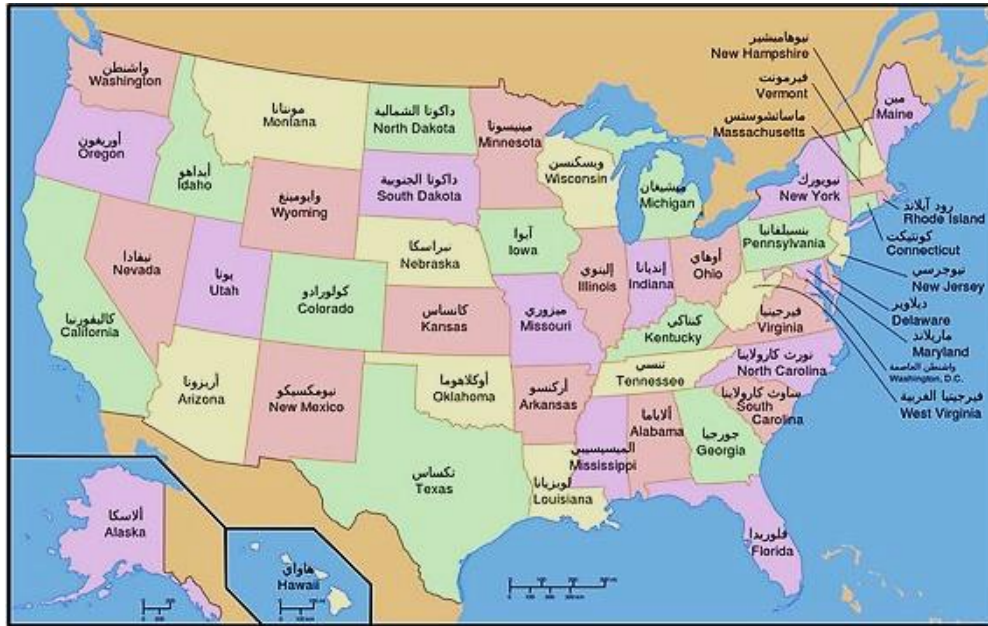 واشنطن
Washington
مونتانا
Montana
داكوتا الشمالية
North Dakota
مينيسوتا
Minnesota
نيوهامبشير
New Hampshire
فيرمونت
Vermont
ماساتشوستس
Massachusetts
مين
Maine
أوريغون
Oregon
أيداهو
Idaho
وايومينغ
Wyoming
داكوتا الجنوبية
South Dakota
ويسكنسن
Wisconsin
ميشيغان
Michigan
نيويورك
New York
رود آيلاند
Rhode Island
كونتيكت
Connecticut
نيفادا
Nevada
يوتا
Utah
كولورادو
Colorado
نبراسكا
Nebraska
آيوا
Iowa
إلينوي
Illinois
إنديانا
Indiana
أوهاي
Ohio
بنسيلفانيا
Pennsylvania
نيوجرسي
New Jersey
كاليفورنيا
California
كانساس
Kansas
ميزوري
Missouri
كنتاكي
Kentucky
فيرجينيا
Virginia
ديلاوير
Delaware
ماريلاند
Maryland
واشنطن العاصمة
Washington, D.C.
فيرجينيا الغربية
West Virginia
أريزونا
Arizona
نيومكسيكو
New Mexico
أوكلاهوما
Oklahoma
أركنسو
Arkansas
تنسي
Tennessee
نورث كارولاينا
North Carolina
ساوث كارولاينا
South
Carolina
تكساس
Texas
لويزيانا
Louisiana
الميسيسيبي
Mississippi
ألاباما
Alabama
جورجيا
Georgia
فلوريدا
Florida
ألاسكا
Alaska
هاواي
Hawaii